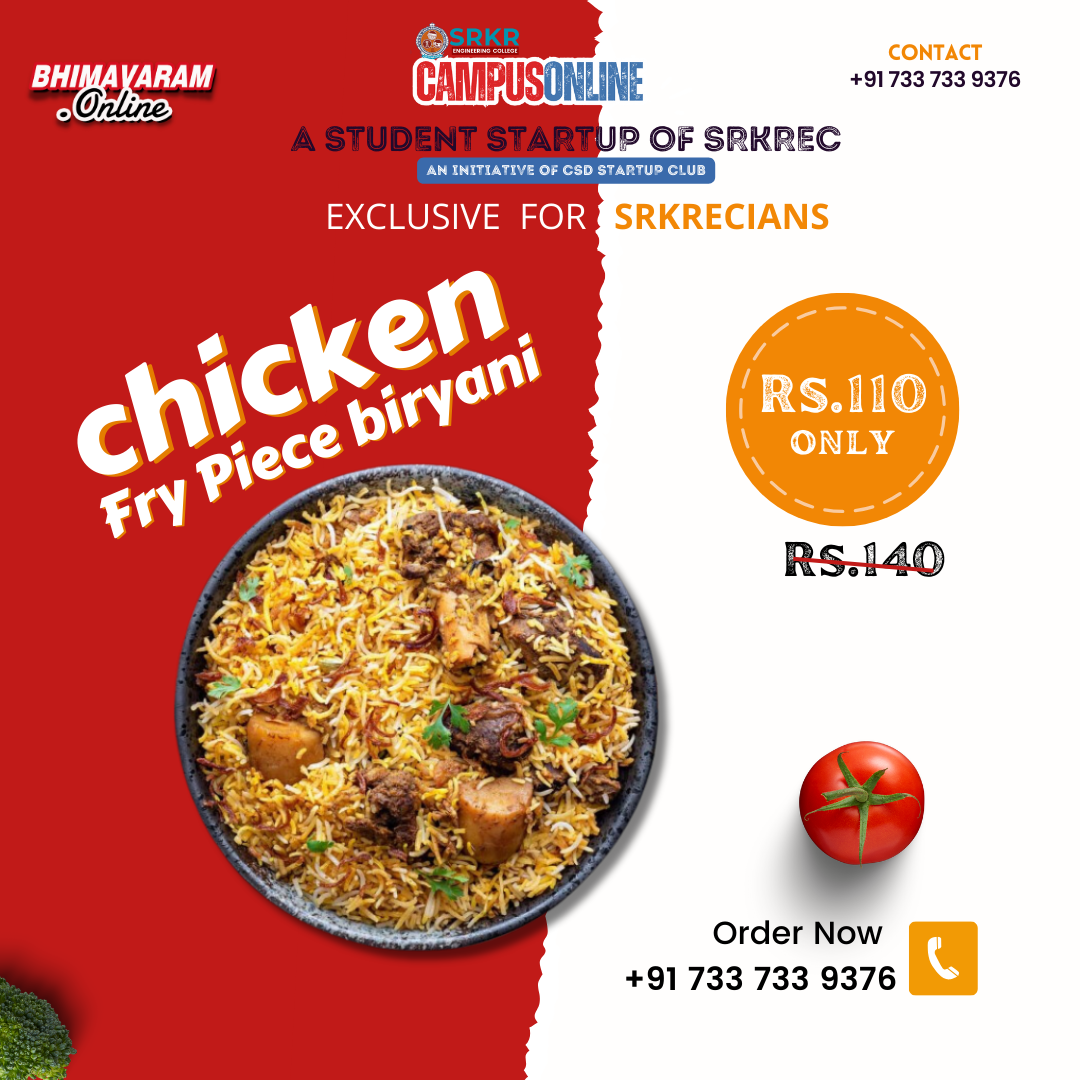 BHIMAVARAM
.Online
SRKR
ENGINEERING COLLEGE
CAMPUSONLINE
CONTACT
+91 733 733 9376
A STUDENT STARTUP OF SRKREC
AN INITIATIVE OF CSD STARTUP CLUB
EXCLUSIVE FOR SRKRECIANS
chicken
Fry Piece biryani
RS.110
ONLY
RS.140
Order Now
+91 733 733 9376